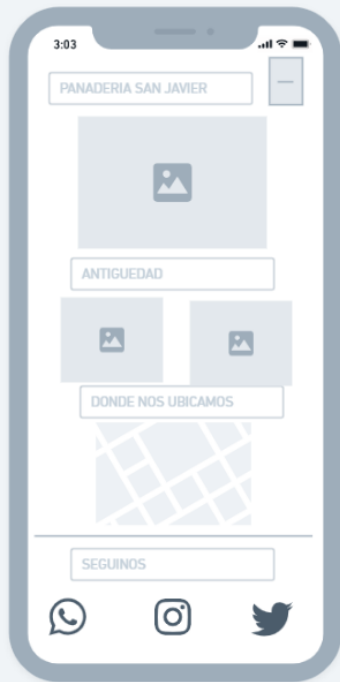 3:03
PANADERIA SAN JAVIER
ANTIGUEDAD
DONDE NOS UBICAMOS
SEGUINOS